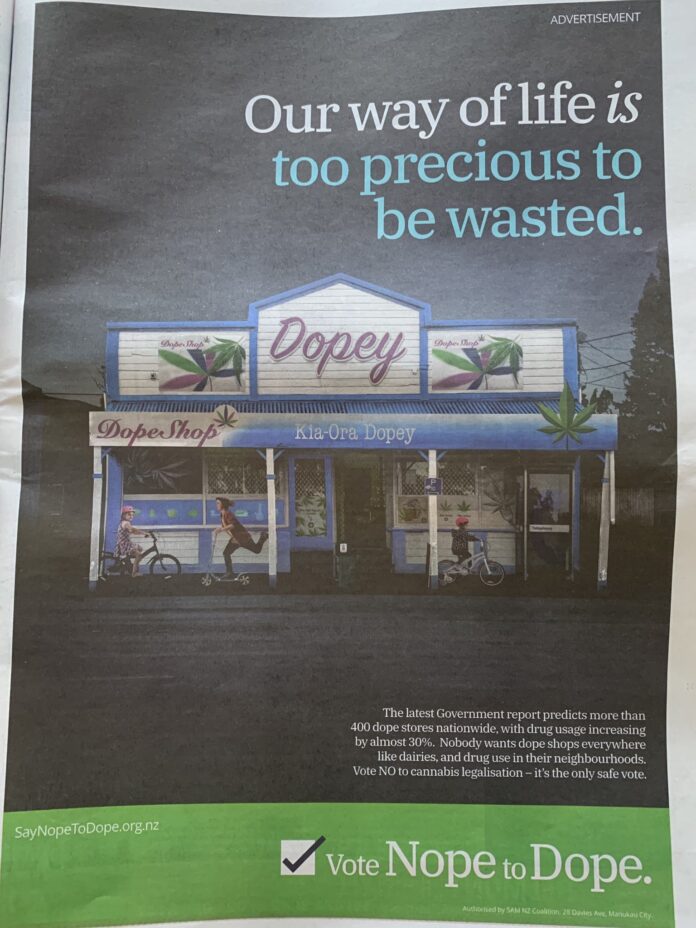 ADVERTISEMENT
Our way of life is
too precious to
be wasted.
Dopey
DopeShop
DopeShop
DopeShop
Kia-Ora Dopey
Telephone
The latest Government report predicts more than
400 dope stores nationwide, with drug usage increasing
by almost 30%. Nobody wants dope shops everywhere
like dairies, and drug use in their neighbourhoods.
Vote NO to cannabis legalisation – it's the only safe vote.
SayNopeToDope.org.nz
Vote Nope to Dope.
Authorised by SAM NZ Coalition, 28 Davies Ave, Manukau City.